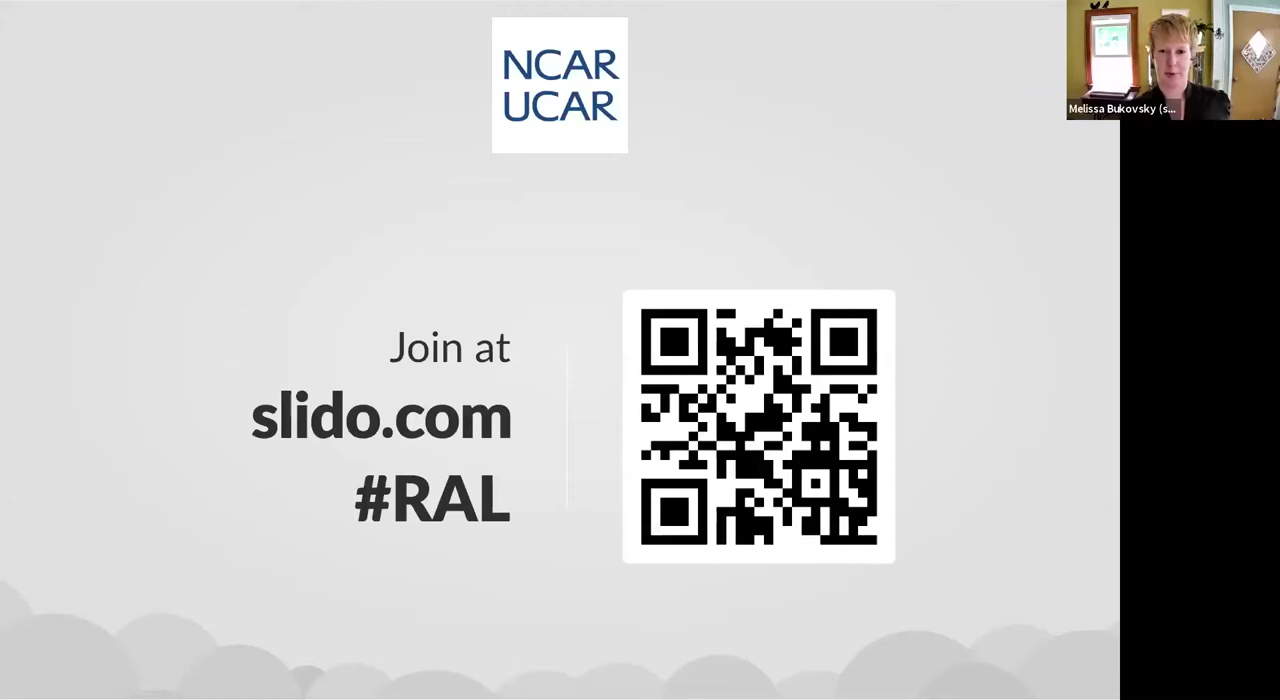 NCAR
UCAR
Melissa Bukovsky (s...
Join at
slido.com
#RAL